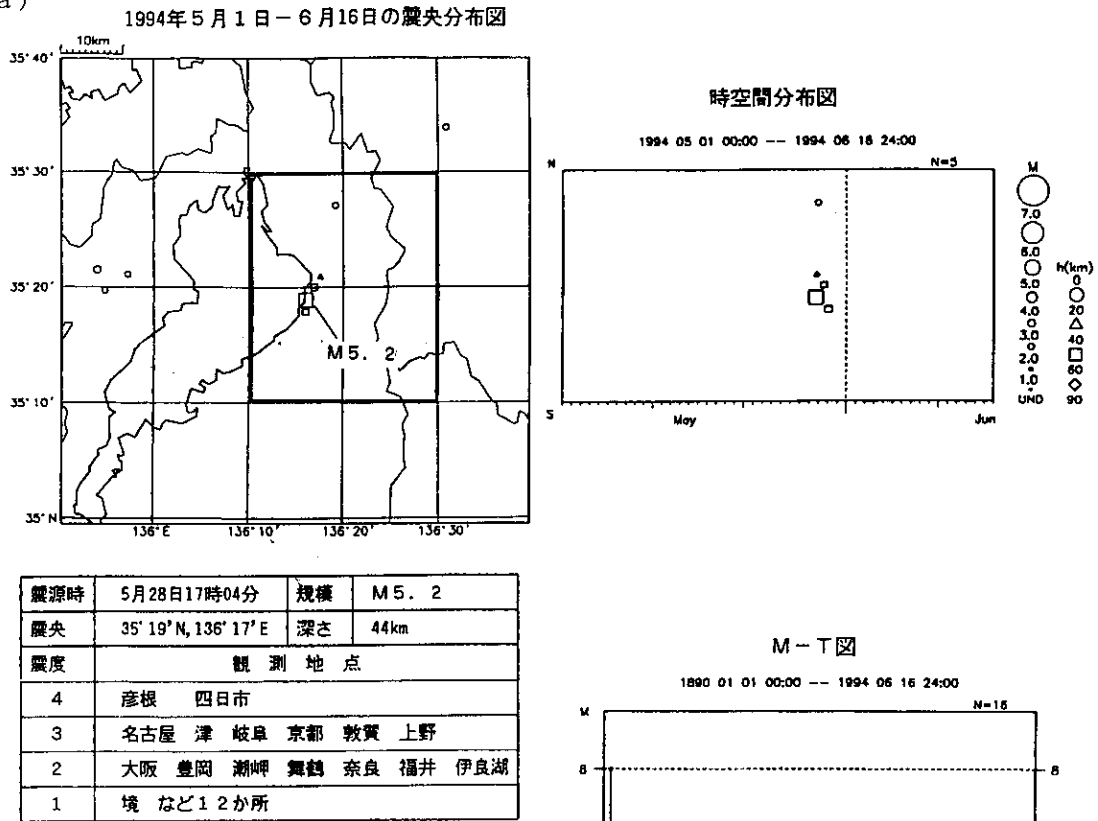 a)
1994年5月1日－6月16日の震央分布図
10km
35°40'
35°30'
35°20'
35°10'
35°N
136°E 136°10' 136°20' 136°30'
M5. 2
時空間分布図
1994 05 01 00:00 -- 1994 06 16 24:00
N N=5
S May Jun
M
7.0
6.0
5.0
4.0
3.0
2.0
1.0
UND
h(km)
0
20
40
60
90
震源時 5月28日17時04分 規模 M5. 2
震央 35°19'N,136°17'E 深さ 44km
震度 観測地点
4 彦根 四日市
3 名古屋 津 岐阜 京都 敦賀 上野
2 大阪 豊岡 潮岬 舞鶴 奈良 福井 伊良湖
1 境 など12か所
M－T図
1890 01 01 00:00 -- 1994 06 16 24:00
M N=16
8 8